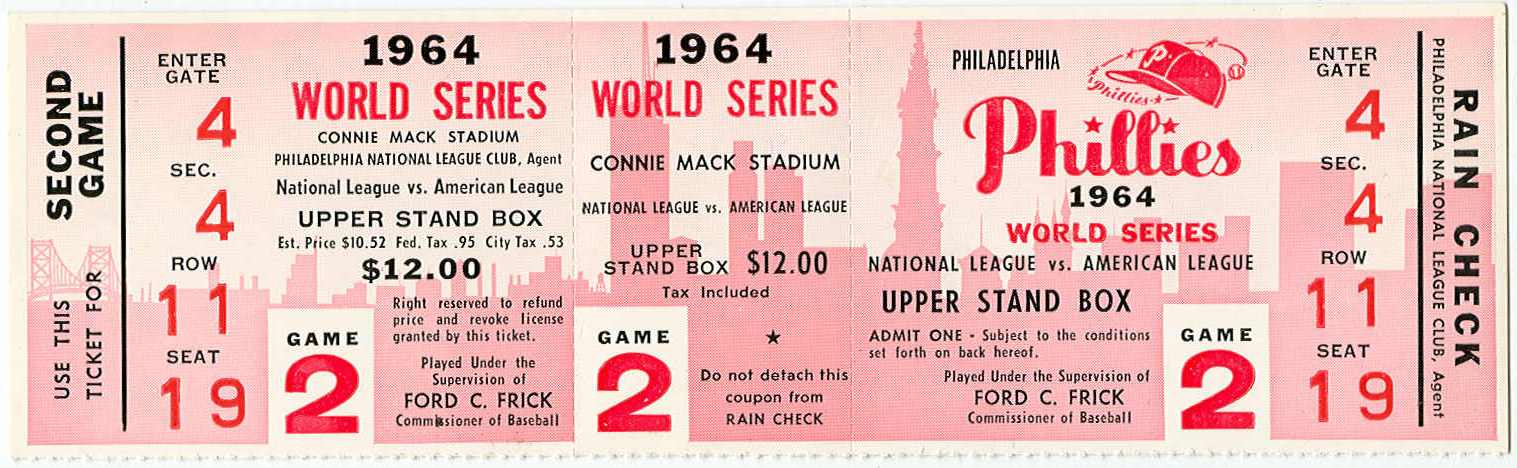 SECOND
GAME
USE THIS
TICKET FOR
ENTER
GATE
4
SEC.
4
ROW
11
SEAT
19
1964
WORLD SERIES
CONNIE MACK STADIUM
PHILADELPHIA NATIONAL LEAGUE CLUB, Agent
National League vs. American League
UPPER STAND BOX
Est. Price $10.52 Fed. Tax .95 City Tax .53
$12.00
Right reserved to refund
price and revoke license
granted by this ticket.
Played Under the
Supervision of
FORD C. FRICK
Commissioner of Baseball
GAME
2
1964
WORLD SERIES
CONNIE MACK STADIUM
NATIONAL LEAGUE vs. AMERICAN LEAGUE
UPPER
STAND BOX $12.00
Tax Included
GAME
2
Do not detach this
coupon from
RAIN CHECK
PHILADELPHIA
P
Phillies
Phillies
1964
WORLD SERIES
NATIONAL LEAGUE vs. AMERICAN LEAGUE
UPPER STAND BOX
ADMIT ONE - Subject to the conditions
set forth on back hereof.
Played Under the Supervision of
FORD C. FRICK
Commissioner of Baseball
GAME
2
ENTER
GATE
4
SEC.
4
ROW
11
SEAT
19
RAIN CHECK
PHILADELPHIA NATIONAL LEAGUE CLUB, Agent